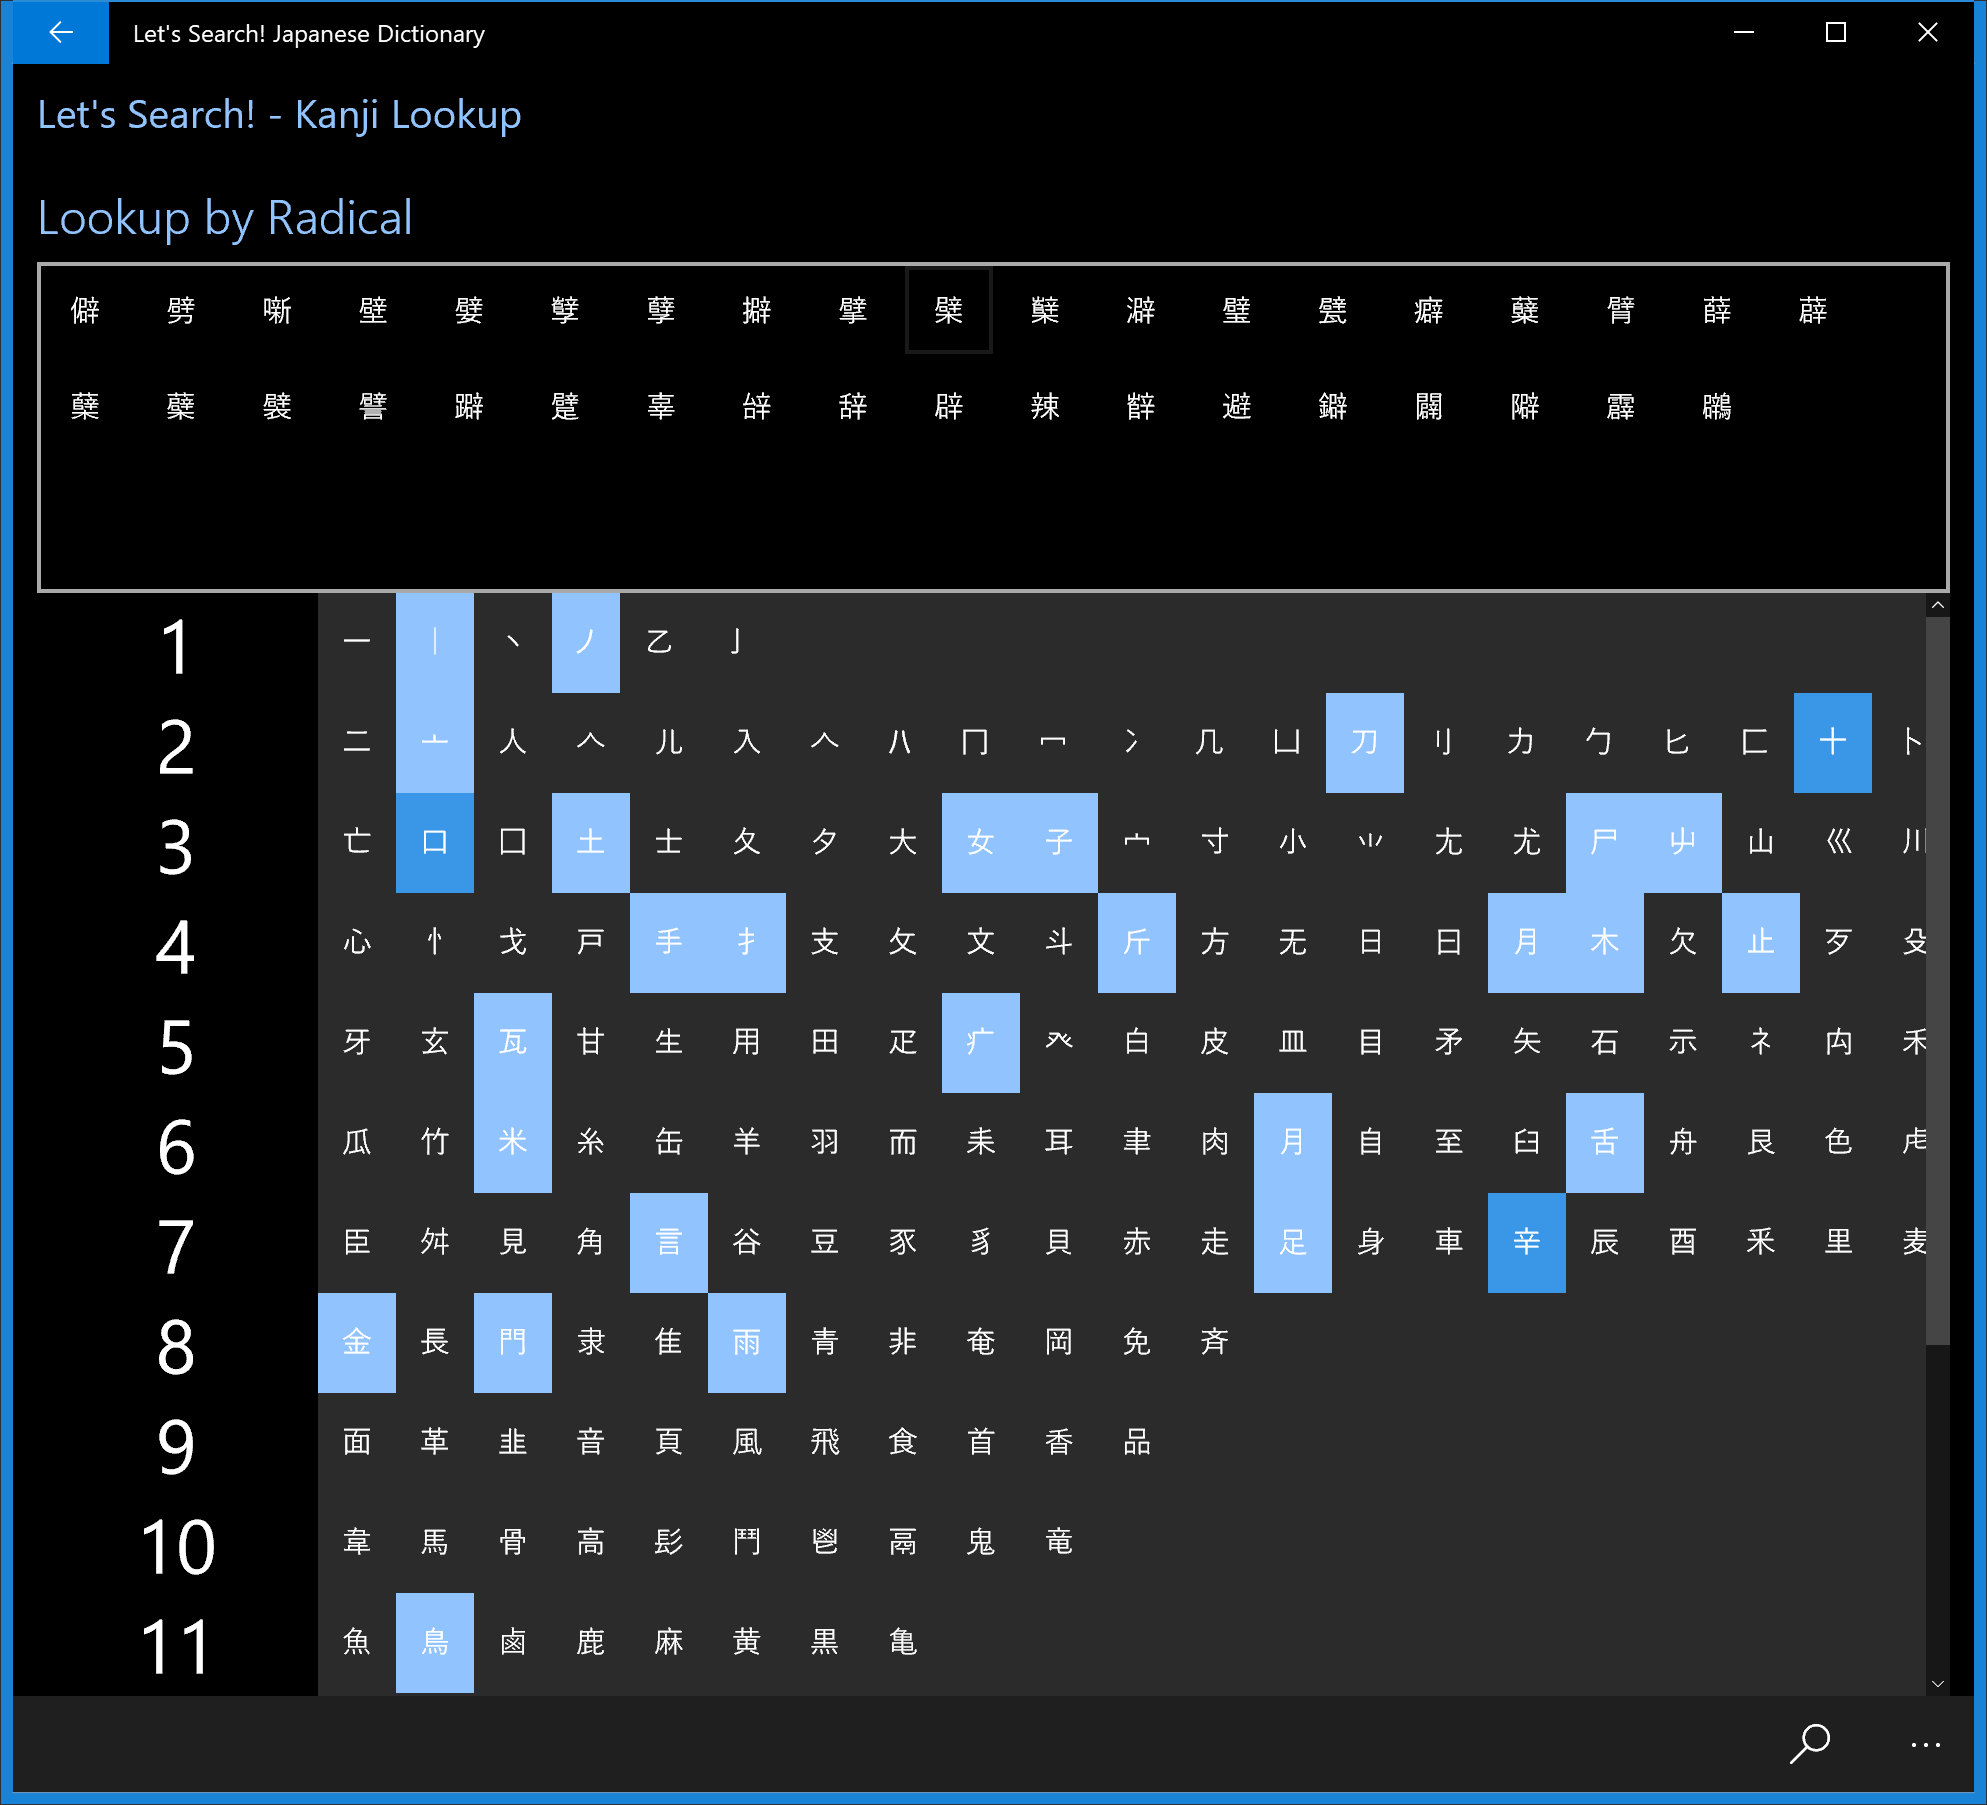 Let's Search! Japanese Dictionary
Let's Search! - Kanji Lookup
Lookup by Radical
僻 劈 噺 壁 嬖 孼 孽 擗 擘 檗 櫱 澼 璧 甓 癖 蘖 臂 薛 薜
蘗 糵 襞 譬 躃 躄 辜 辝 辞 辟 辣 辥 避 鐴 闢 隦 霹 鷿
1 一 ｜ 丶 ノ 乙 亅
2 二 亠 人 𠆢 儿 入 𠆢 八 冂 冖 冫 几 凵 刀 刂 力 勹 匕 匚 十 卜
3 亡 口 囗 土 士 夂 夕 大 女 子 宀 寸 小 ⺌ 尢 尤 尸 屮 山 巛 川
4 心 忄 戈 戸 手 扌 支 攵 文 斗 斤 方 无 日 曰 月 木 欠 止 歹 殳
5 牙 玄 瓦 甘 生 用 田 疋 疒 癶 白 皮 皿 目 矛 矢 石 示 礻 禸 禾
6 瓜 竹 米 糸 缶 羊 羽 而 耒 耳 聿 肉 月 自 至 臼 舌 舟 艮 色 虍
7 臣 舛 見 角 言 谷 豆 豕 豸 貝 赤 走 足 身 車 辛 辰 酉 釆 里 麦
8 金 長 門 隶 隹 雨 青 非 奄 岡 免 斉
9 面 革 韭 音 頁 風 飛 食 首 香 品
10 韋 馬 骨 高 髟 鬥 鬯 鬲 鬼 竜
11 魚 鳥 鹵 鹿 麻 黄 黒 亀